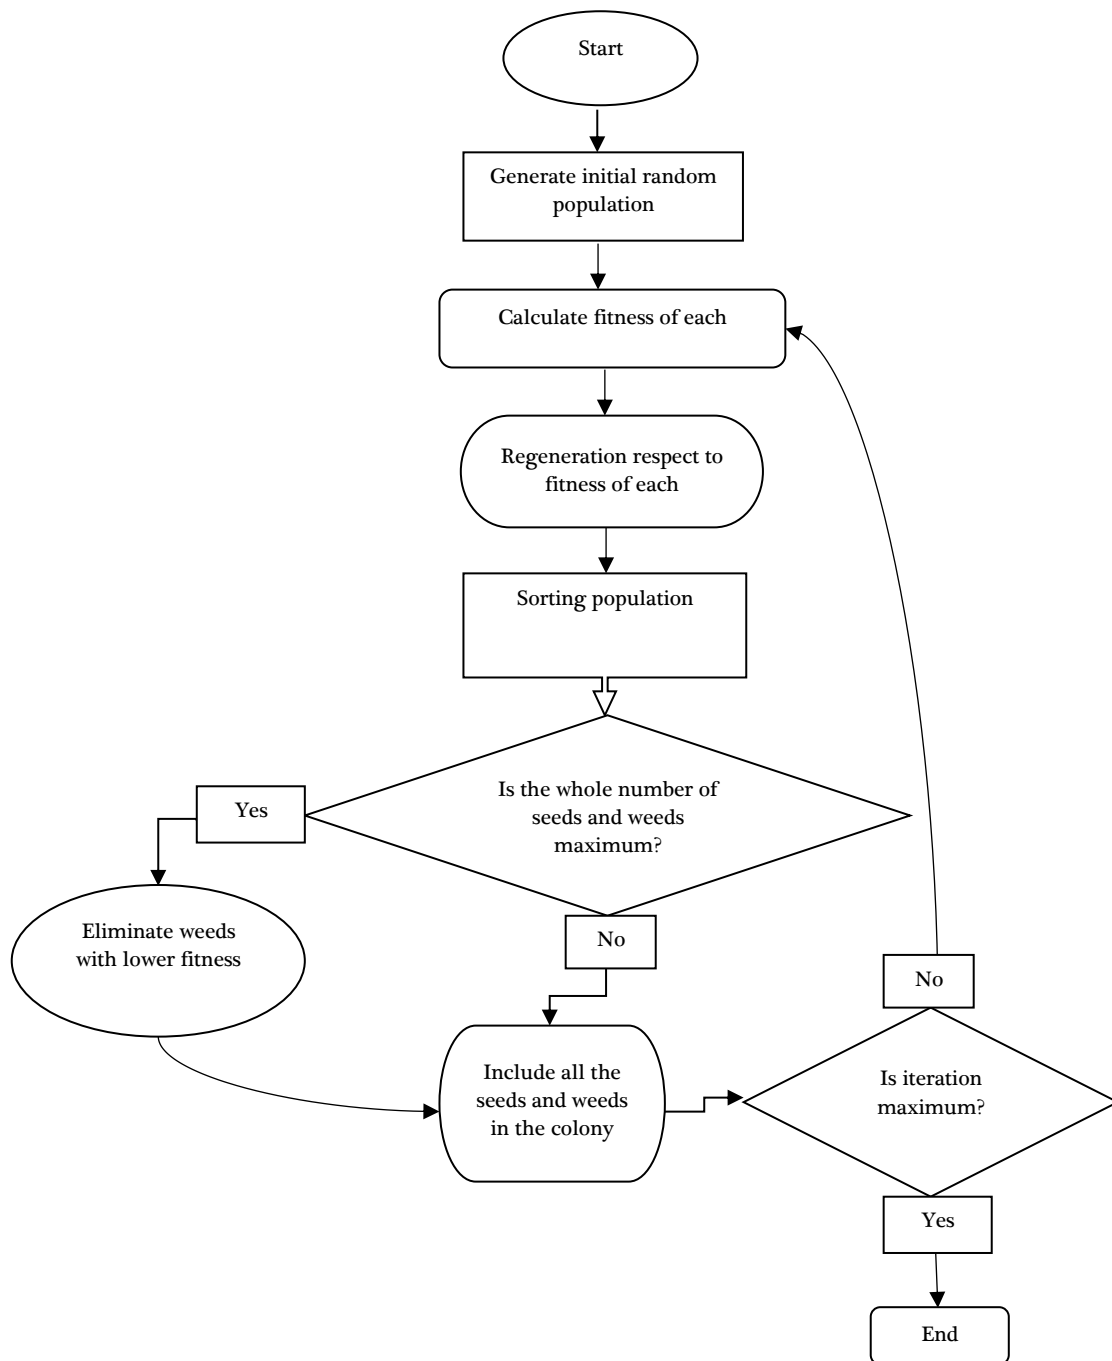 Start
Generate initial random
population
Calculate fitness of each
Regeneration respect to
fitness of each
Sorting population
Is the whole number of
seeds and weeds
maximum?
Yes
Eliminate weeds
with lower fitness
No
Include all the
seeds and weeds
in the colony
No
Is iteration
maximum?
Yes
End